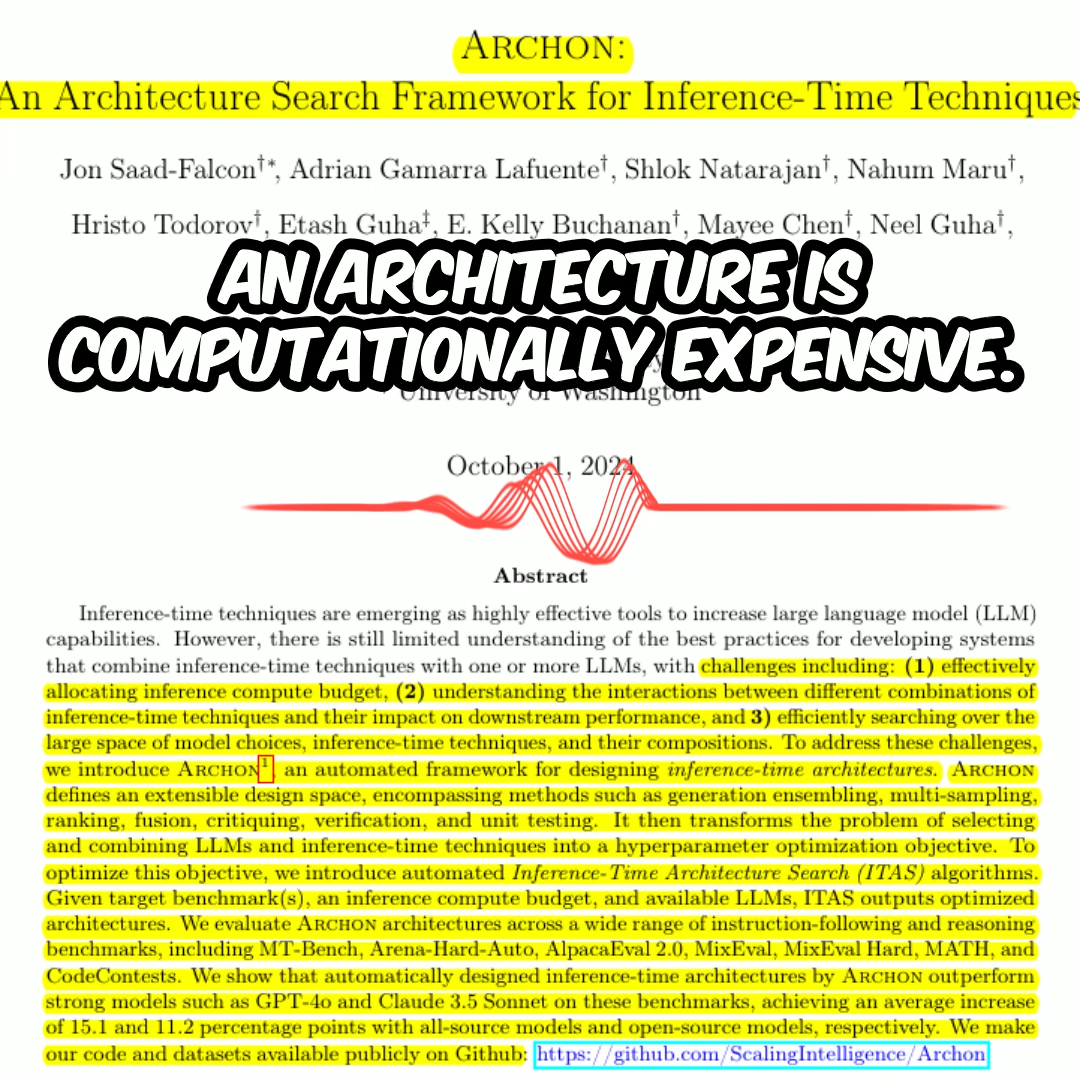 ARCHON:
An Architecture Search Framework for Inference-Time Techniques
Jon Saad-Falcon†*, Adrian Gamarra Lafuente†, Shlok Natarajan†, Nahum Maru†,
Hristo Todorov†, Etash Guha‡, E. Kelly Buchanan†, Mayee Chen†, Neel Guha†,
AN ARCHITECTURE IS
COMPUTATIONALLY EXPENSIVE.
University of Washington
October 1, 2024
Abstract
Inference-time techniques are emerging as highly effective tools to increase large language model (LLM)
capabilities. However, there is still limited understanding of the best practices for developing systems
that combine inference-time techniques with one or more LLMs, with challenges including: (1) effectively
allocating inference compute budget, (2) understanding the interactions between different combinations of
inference-time techniques and their impact on downstream performance, and 3) efficiently searching over the
large space of model choices, inference-time techniques, and their compositions. To address these challenges,
we introduce ARCHON1, an automated framework for designing inference-time architectures. ARCHON
defines an extensible design space, encompassing methods such as generation ensembling, multi-sampling,
ranking, fusion, critiquing, verification, and unit testing. It then transforms the problem of selecting
and combining LLMs and inference-time techniques into a hyperparameter optimization objective. To
optimize this objective, we introduce automated Inference-Time Architecture Search (ITAS) algorithms.
Given target benchmark(s), an inference compute budget, and available LLMs, ITAS outputs optimized
architectures. We evaluate ARCHON architectures across a wide range of instruction-following and reasoning
benchmarks, including MT-Bench, Arena-Hard-Auto, AlpacaEval 2.0, MixEval, MixEval Hard, MATH, and
CodeContests. We show that automatically designed inference-time architectures by ARCHON outperform
strong models such as GPT-4o and Claude 3.5 Sonnet on these benchmarks, achieving an average increase
of 15.1 and 11.2 percentage points with all-source models and open-source models, respectively. We make
our code and datasets available publicly on Github: https://github.com/ScalingIntelligence/Archon